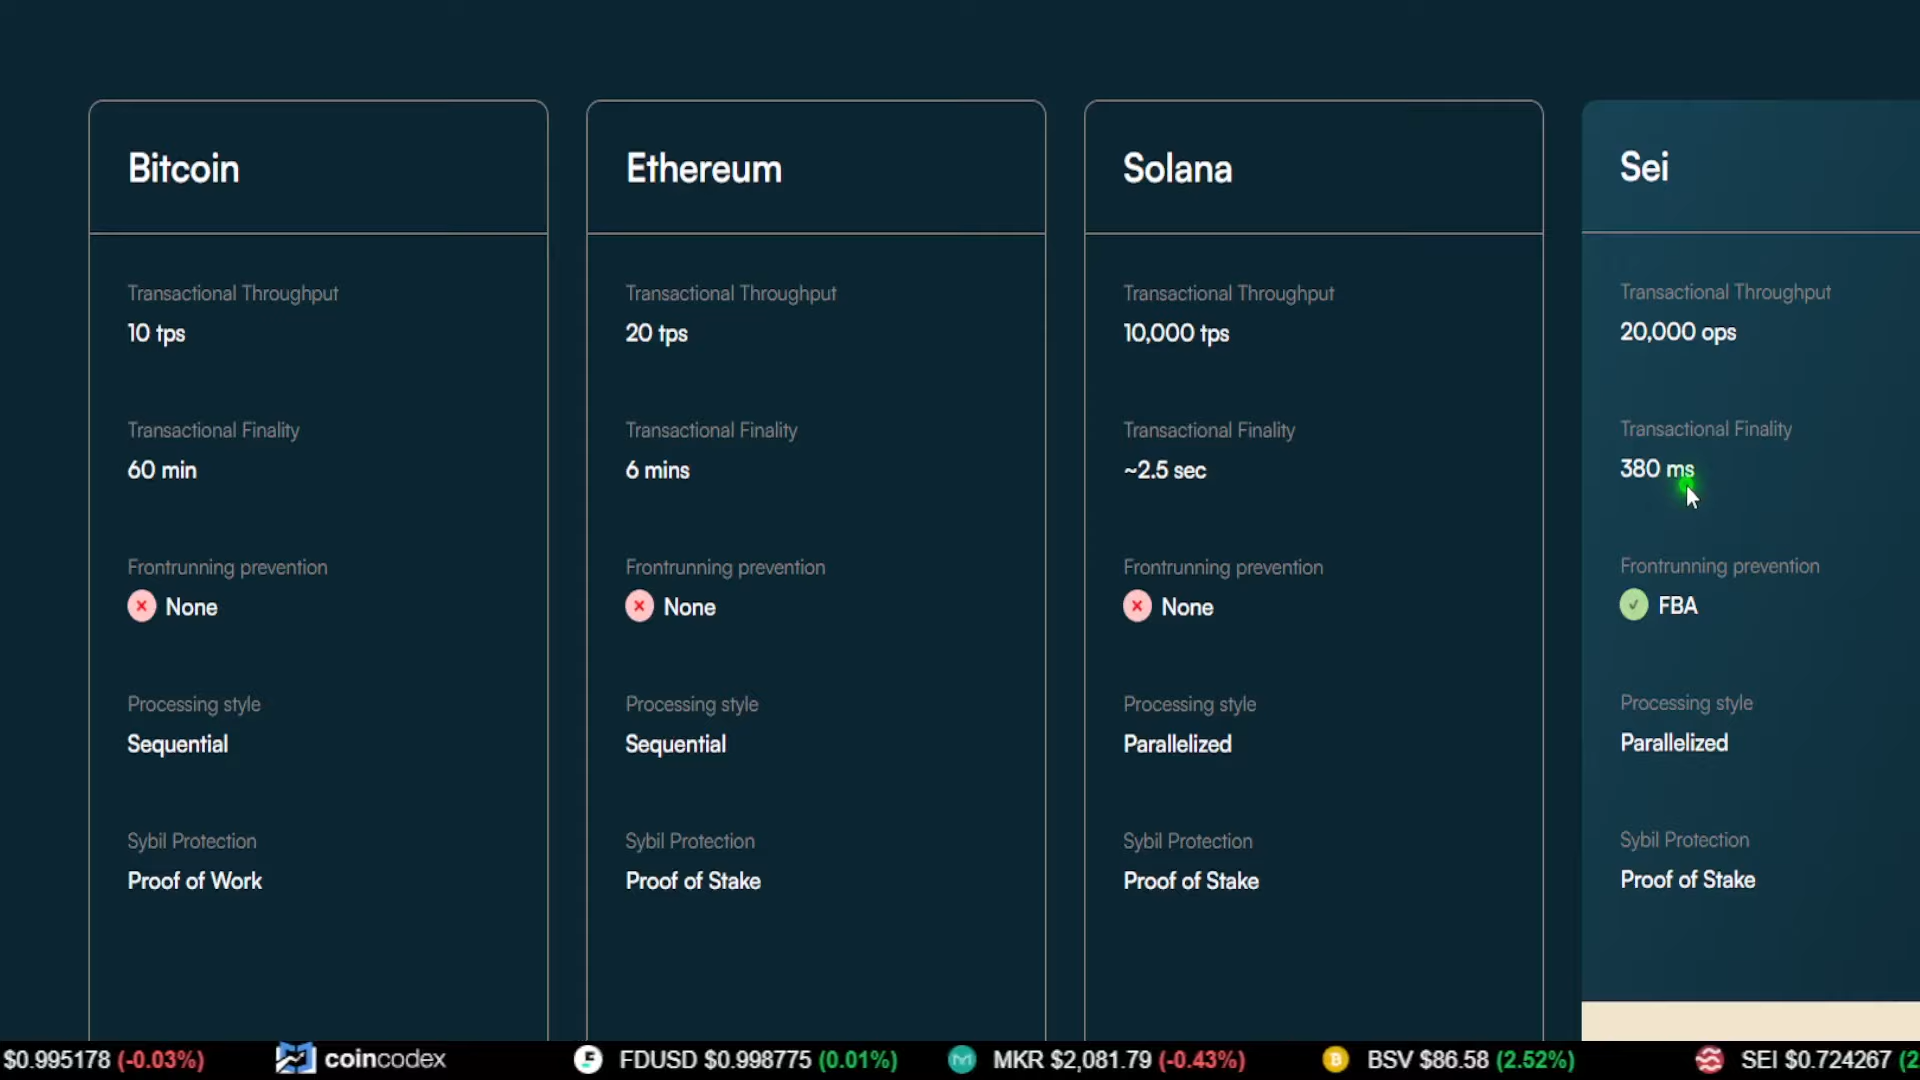 Bitcoin
Transactional Throughput
10 tps
Transactional Finality
60 min
Frontrunning prevention
None
Processing style
Sequential
Sybil Protection
Proof of Work
Ethereum
Transactional Throughput
20 tps
Transactional Finality
6 mins
Frontrunning prevention
None
Processing style
Sequential
Sybil Protection
Proof of Stake
Solana
Transactional Throughput
10,000 tps
Transactional Finality
~2.5 sec
Frontrunning prevention
None
Processing style
Parallelized
Sybil Protection
Proof of Stake
Sei
Transactional Throughput
20,000 ops
Transactional Finality
380 ms
Frontrunning prevention
FBA
Processing style
Parallelized
Sybil Protection
Proof of Stake
$0.995178 (-0.03%) coincodex FDUSD $0.998775 (0.01%) MKR $2,081.79 (-0.43%) BSV $86.58 (2.52%) SEI $0.724267 (2